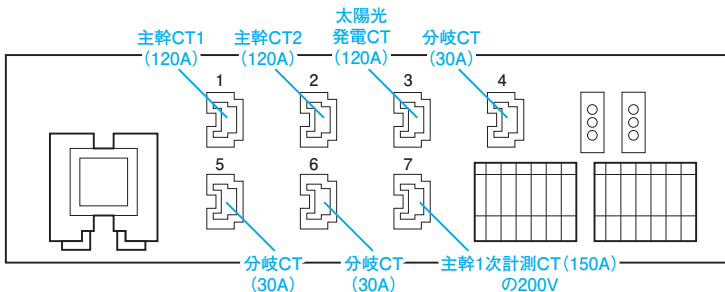 主幹CT1
(120A)
主幹CT2
(120A)
太陽光
発電CT
(120A)
分岐CT
(30A)
1
2
3
4
5
6
7
分岐CT
(30A)
分岐CT
(30A)
主幹1次計測CT(150A)
の200V